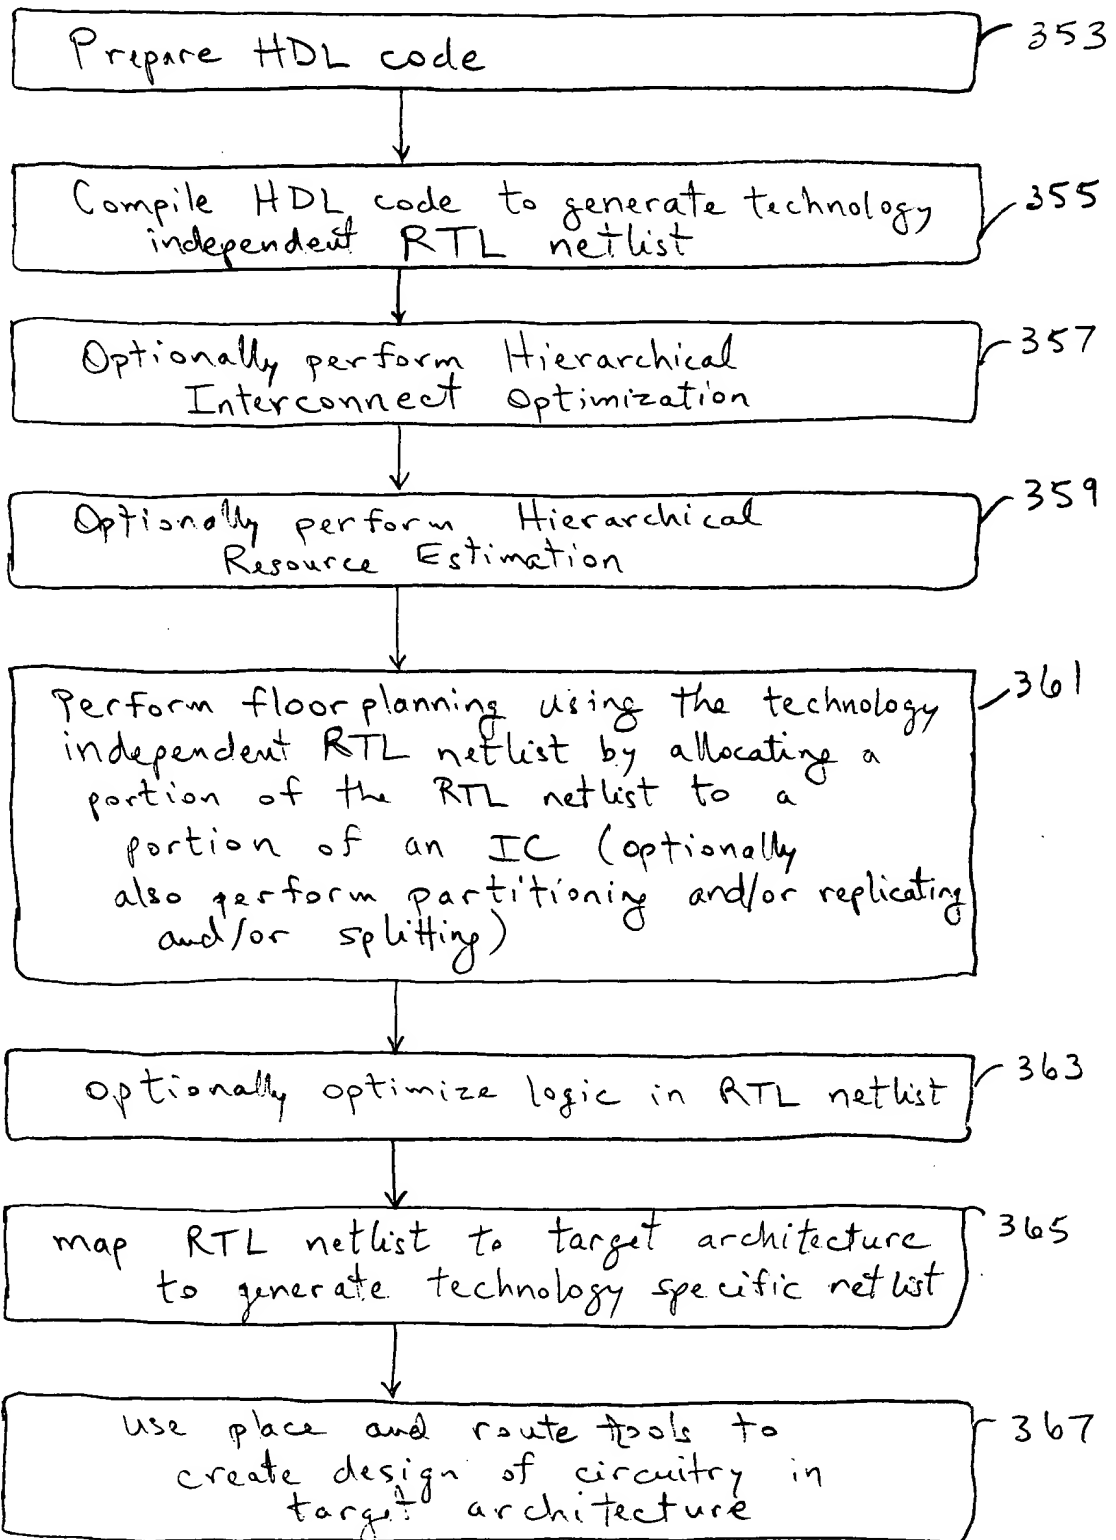 Prepare HDL code
353
Compile HDL code to generate technology
independent RTL netlist
355
Optionally perform Hierarchical
Interconnect Optimization
357
Optionally perform Hierarchical
Resource Estimation
359
Perform floorplanning using the technology
independent RTL netlist by allocating a
portion of the RTL netlist to a
portion of an IC (optionally
also perform partitioning and/or replicating
and/or splitting)
361
optionally optimize logic in RTL netlist
363
map RTL netlist to target architecture
to generate technology specific netlist
365
use place and route tools to
create design of circuitry in
target architecture
367